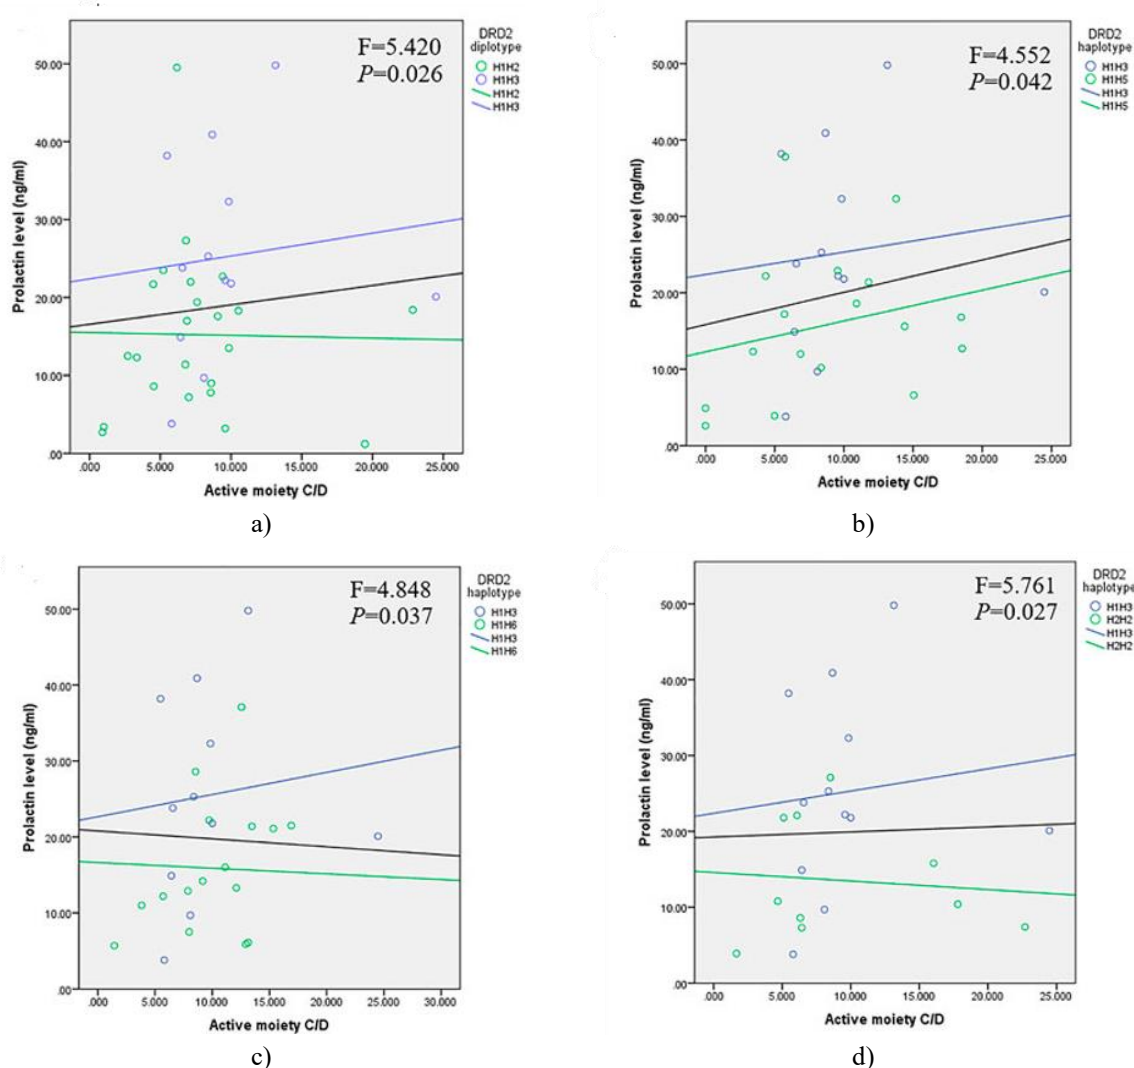 F=5.420
P=0.026
DRD2
diplotype
H1H2
H1H3
H1H2
H1H3
50.00
40.00
30.00
20.00
10.00
.00
Prolactin level (ng/ml)
.000 5.000 10.000 15.000 20.000 25.000
Active moiety C/D
a)
F=4.552
P=0.042
DRD2
haplotype
H1H3
H1H5
H1H3
H1H5
50.00
40.00
30.00
20.00
10.00
.00
Prolactin level (ng/ml)
.000 5.000 10.000 15.000 20.000 25.000
Active moiety C/D
b)
F=4.848
P=0.037
DRD2
haplotype
H1H3
H1H6
H1H3
H1H6
50.00
40.00
30.00
20.00
10.00
.00
Prolactin level (ng/ml)
.000 5.000 10.000 15.000 20.000 25.000 30.000
Active moiety C/D
c)
F=5.761
P=0.027
DRD2
haplotype
H1H3
H2H2
H1H3
H2H2
50.00
40.00
30.00
20.00
10.00
.00
Prolactin level (ng/ml)
.000 5.000 10.000 15.000 20.000 25.000
Active moiety C/D
d)